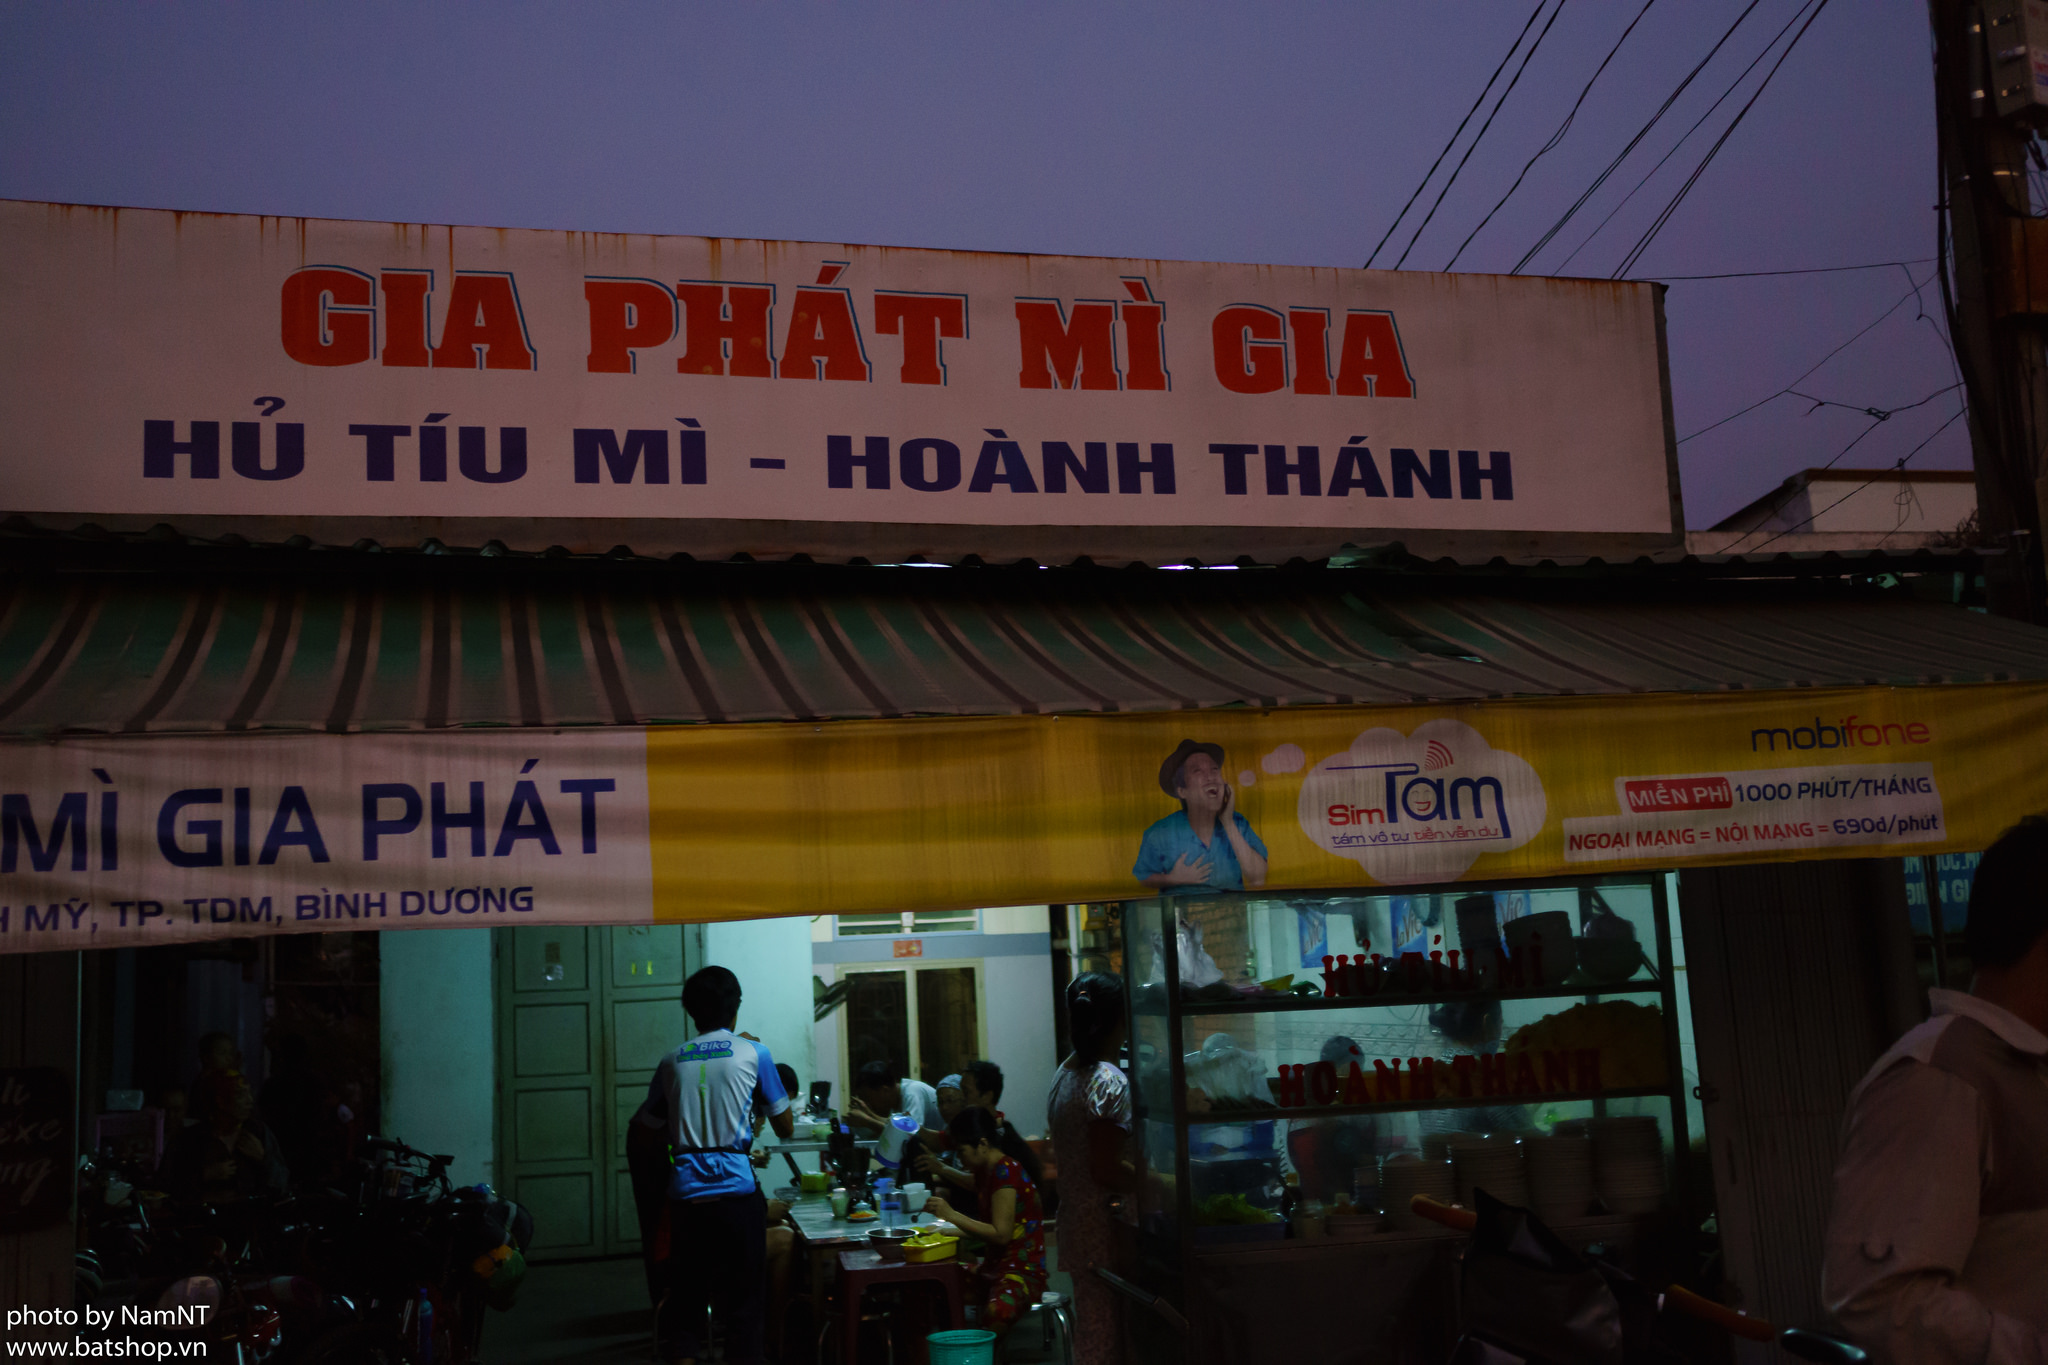 GIA PHÁT MÌ GIA
HỦ TÍU MÌ - HOÀNH THÁNH
MÌ GIA PHÁT
MỸ, TP. TDM, BÌNH DƯƠNG
Sim Tám
tám vô tư tiền vẫn dư
mobifone
MIỄN PHÍ 1000 PHÚT/THÁNG
NGOẠI MẠNG = NỘI MẠNG = 690đ/phút
LaVie
HỦ TÍU MÌ
HOÀNH THÁNH
Bike
photo by NamNT
www.batshop.vn